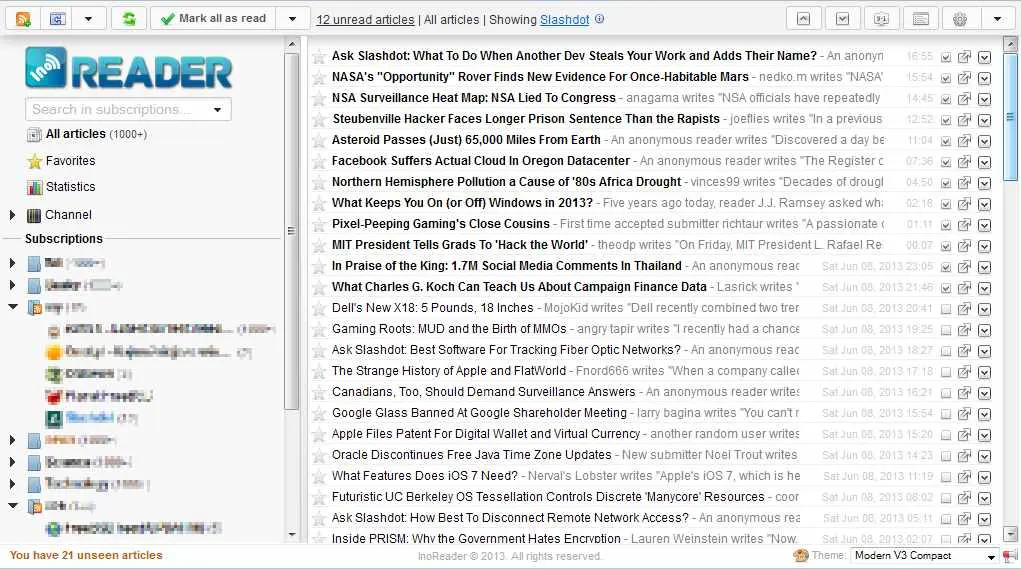 Mark all as read
12 unread articles | All articles | Showing Slashdot
Ino READER
Search in subscriptions...
All articles (1000+)
Favorites
Statistics
Channel
Subscriptions
You have 21 unseen articles
Ask Slashdot: What To Do When Another Dev Steals Your Work and Adds Their Name? - An anonym 16:55
NASA's "Opportunity" Rover Finds New Evidence For Once-Habitable Mars - nedko.m writes "NASA' 15:54
NSA Surveillance Heat Map: NSA Lied To Congress - anagama writes "NSA officials have repeatedly 14:45
Steubenville Hacker Faces Longer Prison Sentence Than the Rapists - joeflies writes "In a previous 12:52
Asteroid Passes (Just) 65,000 Miles From Earth - An anonymous reader writes "Discovered a day be 11:04
Facebook Suffers Actual Cloud In Oregon Datacenter - An anonymous reader writes "The Register c 07:36
Northern Hemisphere Pollution a Cause of '80s Africa Drought - vinces99 writes "Decades of drougl 04:50
What Keeps You On (or Off) Windows in 2013? - Five years ago today, reader J.J. Ramsey asked wha 02:18
Pixel-Peeping Gaming's Close Cousins - First time accepted submitter richtaur writes "A passionate c 01:11
MIT President Tells Grads To 'Hack the World' - theodp writes "On Friday, MIT President L. Rafael Re 00:07
In Praise of the King: 1.7M Social Media Comments In Thailand - An anonymous reac Sat Jun 08, 2013 23:05
What Charles G. Koch Can Teach Us About Campaign Finance Data - Lasrick writes " Sat Jun 08, 2013 21:46
Dell's New X18: 5 Pounds, 18 Inches - MojoKid writes "Dell recently combined two tren Sat Jun 08, 2013 20:41
Gaming Roots: MUD and the Birth of MMOs - angry tapir writes "I recently had a chance Sat Jun 08, 2013 19:25
Ask Slashdot: Best Software For Tracking Fiber Optic Networks? - An anonymous reac Sat Jun 08, 2013 18:27
The Strange History of Apple and FlatWorld - Fnord666 writes "When a company callec Sat Jun 08, 2013 17:18
Canadians, Too, Should Demand Surveillance Answers - An anonymous reader writes Sat Jun 08, 2013 16:21
Google Glass Banned At Google Shareholder Meeting - larry bagina writes "You can't r Sat Jun 08, 2013 15:54
Apple Files Patent For Digital Wallet and Virtual Currency - another random user writes Sat Jun 08, 2013 15:20
Oracle Discontinues Free Java Time Zone Updates - New submitter Noel Trout writes Sat Jun 08, 2013 14:23
What Features Does iOS 7 Need? - Nerval's Lobster writes "Apple's iOS 7, which is he Sat Jun 08, 2013 11:19
Futuristic UC Berkeley OS Tessellation Controls Discrete 'Manycore' Resources - coor Sat Jun 08, 2013 08:02
Ask Slashdot: How Best To Disconnect Remote Network Access? - An anonymous rea Sat Jun 08, 2013 05:11
Inside PRISM: Why the Government Hates Encryption - Lauren Weinstein writes "Now, Sat Jun 08, 2013
InoReader © 2013. All rights reserved.
Theme: Modern V3 Compact